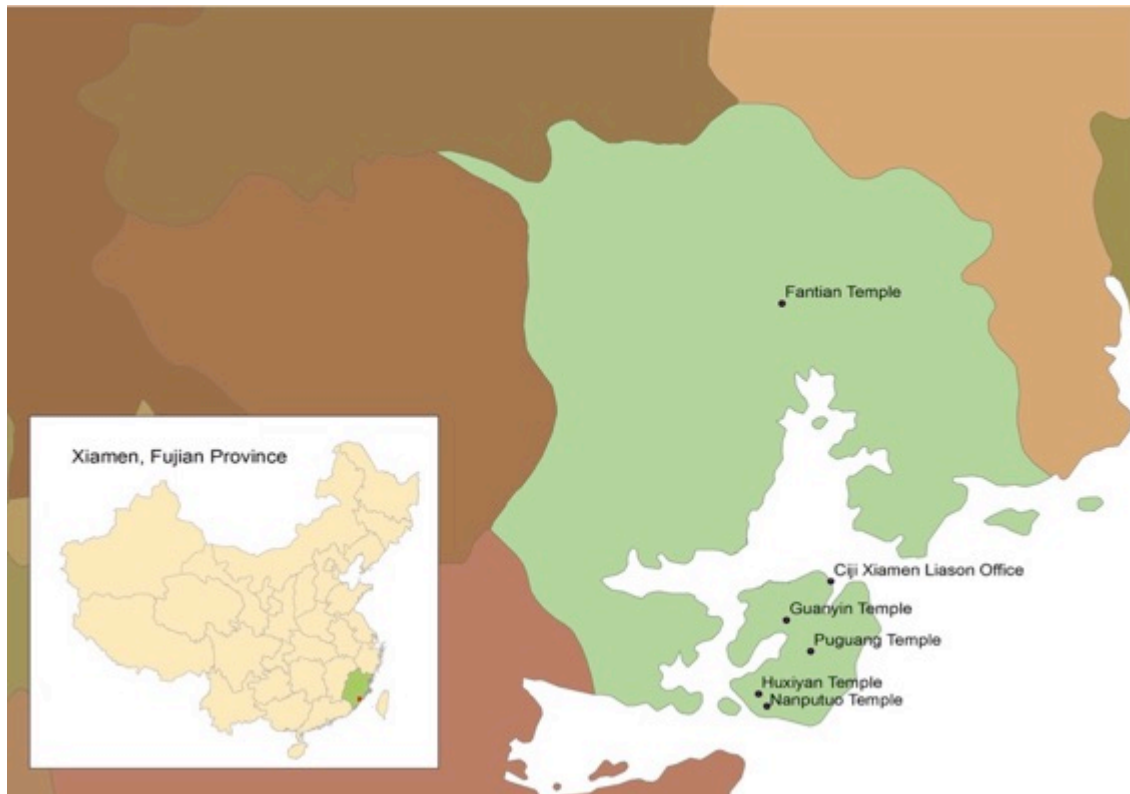 Fantian Temple
Xiamen, Fujian Province
Ciji Xiamen Liason Office
Guanyin Temple
Puguang Temple
Huxiyan Temple
Nanputuo Temple